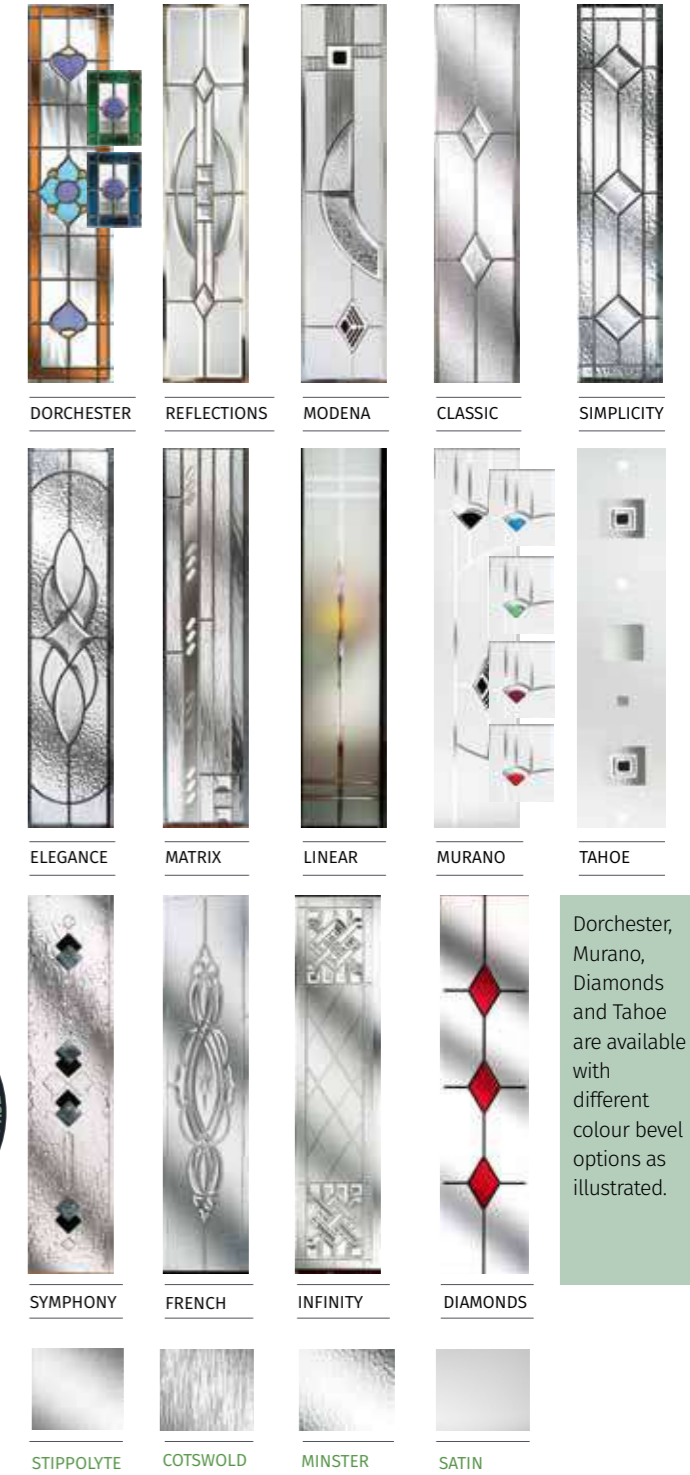 DORCHESTER
REFLECTIONS
MODENA
CLASSIC
SIMPLICITY
ELEGANCE
MATRIX
LINEAR
MURANO
TAHOE
Dorchester,
Murano,
Diamonds
and Tahoe
are available
with
different
colour bevel
options as
illustrated.
SYMPHONY
FRENCH
INFINITY
DIAMONDS
STIPPOLYTE
COTSWOLD
MINSTER
SATIN